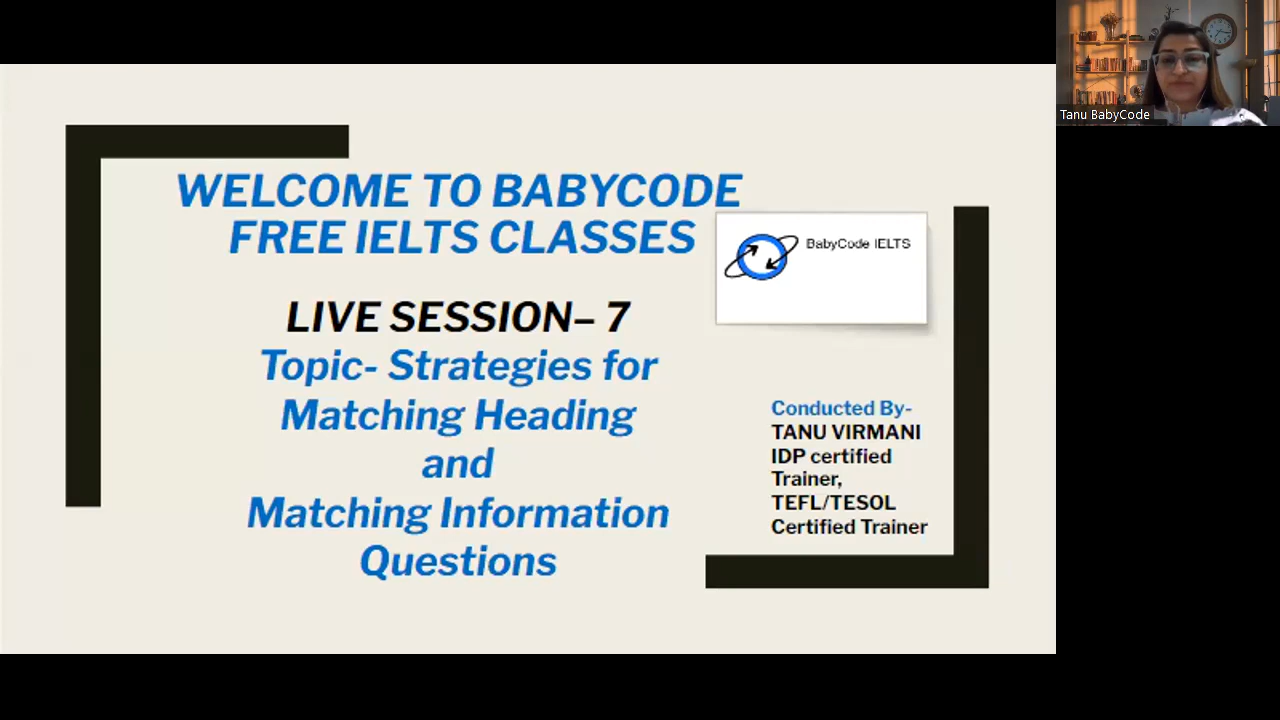 WELCOME TO BABYCODE
FREE IELTS CLASSES
LIVE SESSION– 7
Topic- Strategies for
Matching Heading
and
Matching Information
Questions
BabyCode IELTS
Conducted By-
TANU VIRMANI
IDP certified
Trainer,
TEFL/TESOL
Certified Trainer
Tanu BabyCode